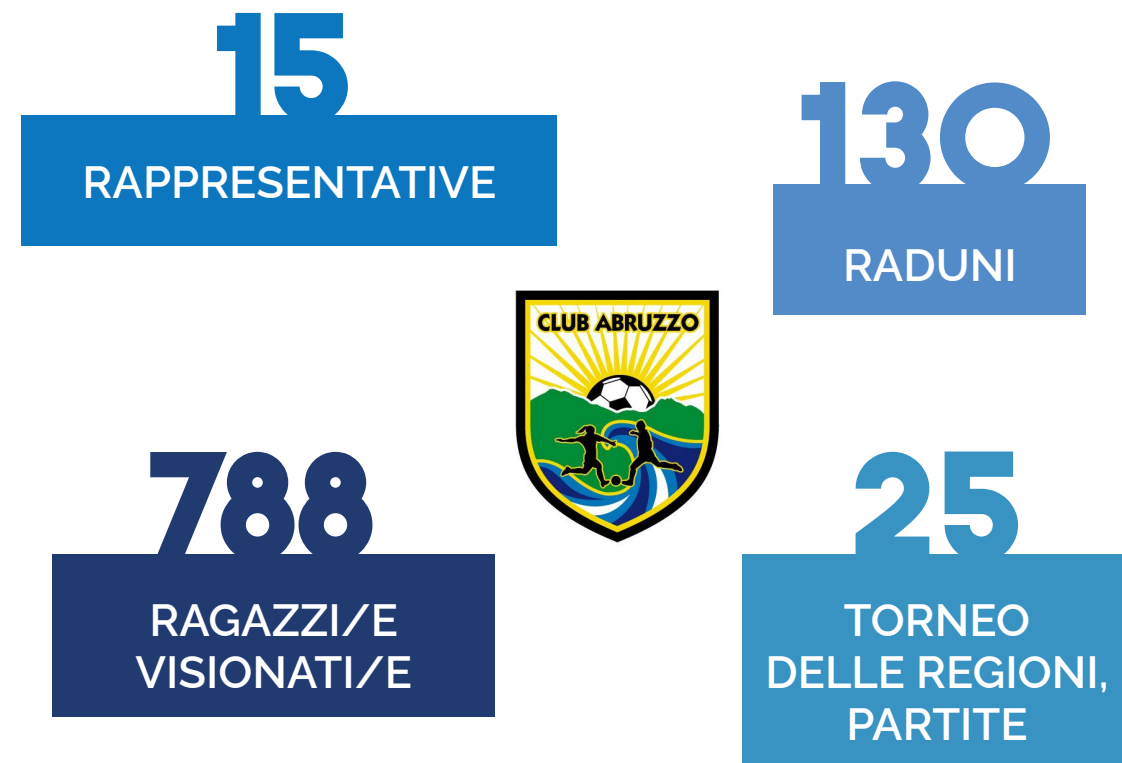 15
RAPPRESENTATIVE
130
RADUNI
CLUB ABRUZZO
788
RAGAZZI/E
VISIONATI/E
25
TORNEO
DELLE REGIONI,
PARTITE